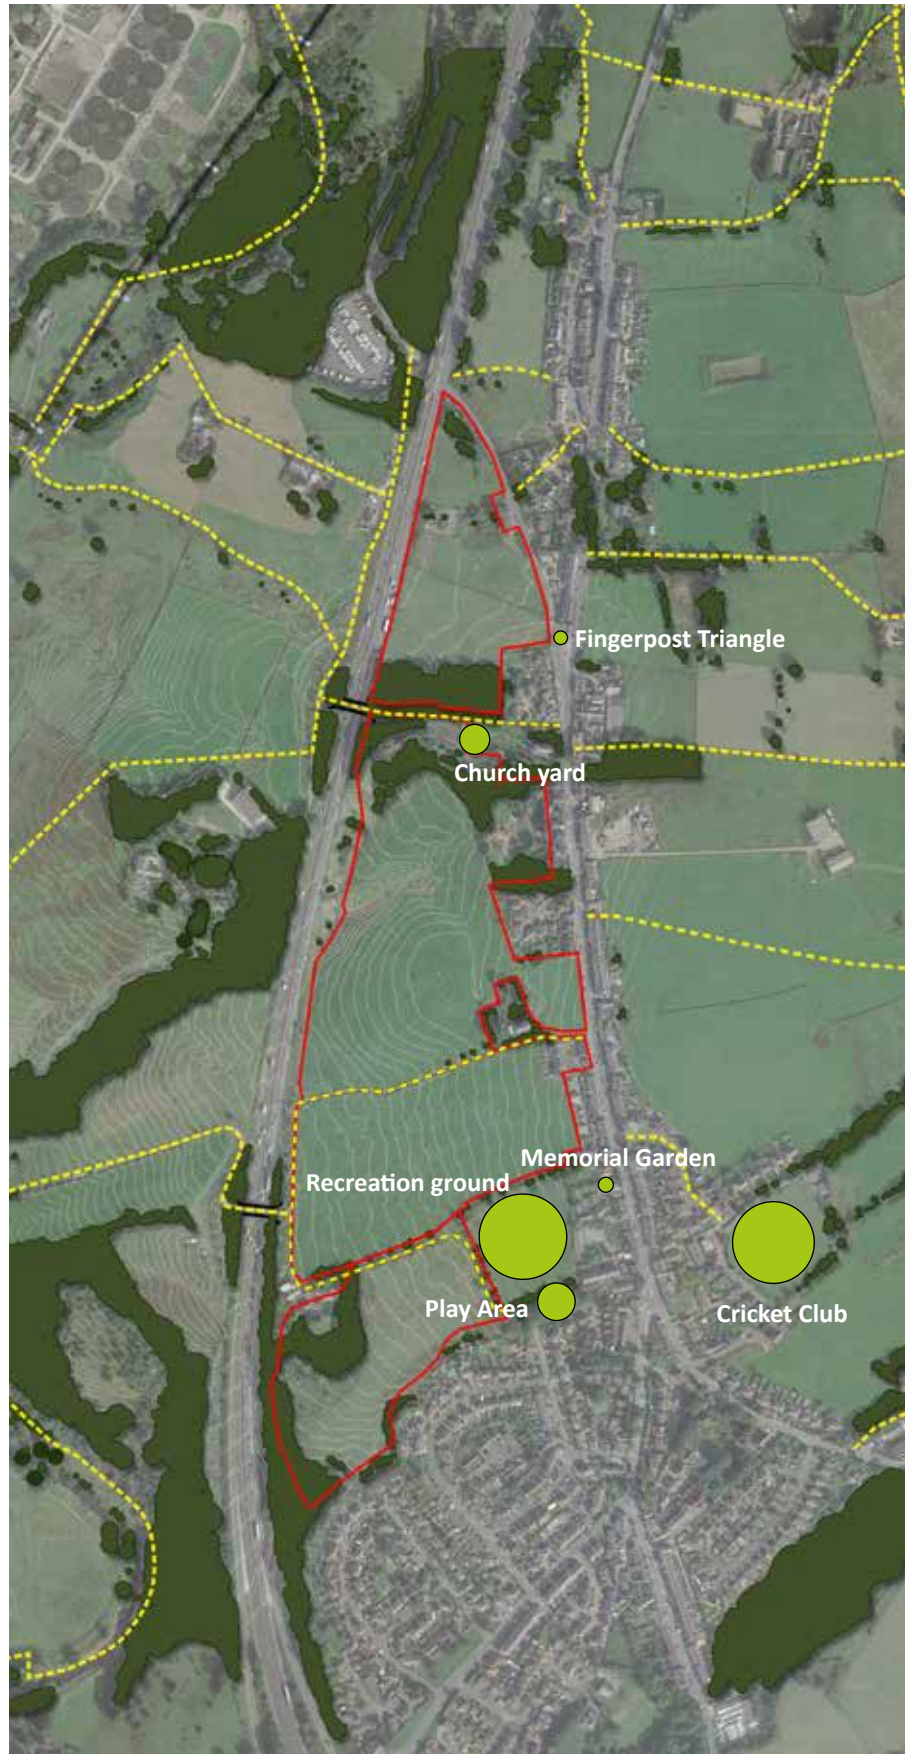 Fingerpost Triangle
Church yard
Memorial Garden
Recreation ground
Play Area
Cricket Club